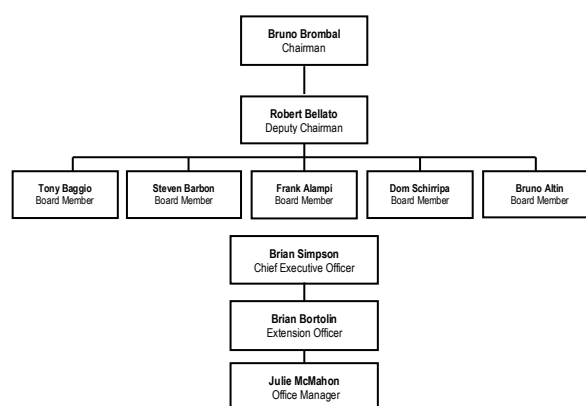 Bruno Brombal
Chairman
Robert Bellato
Deputy Chairman
Tony Baggio
Board Member
Steven Barbon
Board Member
Frank Alampi
Board Member
Dom Schirripa
Board Member
Bruno Altin
Board Member
Brian Simpson
Chief Executive Officer
Brian Bortolin
Extension Officer
Julie McMahon
Office Manager